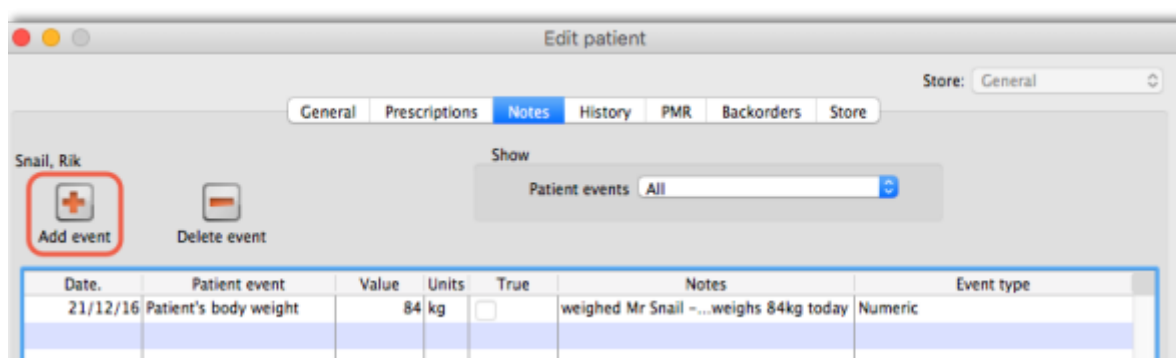 Edit patient
Store: General
General Prescriptions Notes History PMR Backorders Store
Snail, Rik
Show
Patient events All
Add event Delete event
Date. Patient event Value Units True Notes Event type
21/12/16 Patient's body weight 84 kg weighed Mr Snail -...weighs 84kg today Numeric